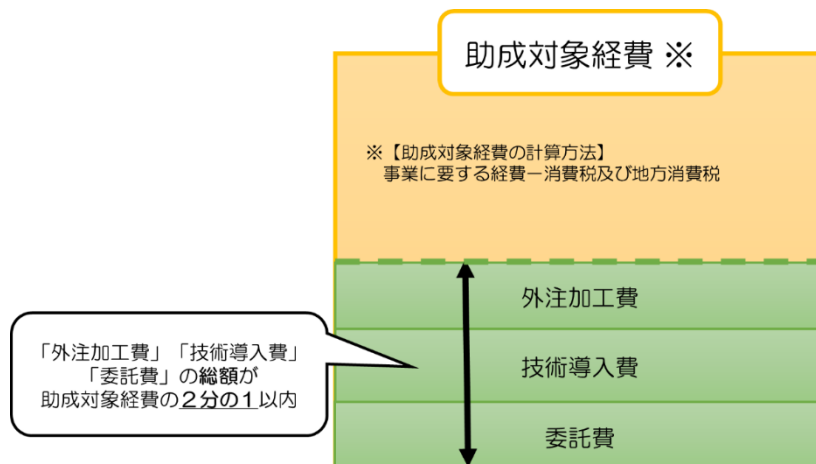 助成対象経費 ※
※【助成対象経費の計算方法】
事業に要する経費ー消費税及び地方消費税
外注加工費
「外注加工費」「技術導入費」
「委託費」の総額が
助成対象経費の２分の１以内
技術導入費
委託費